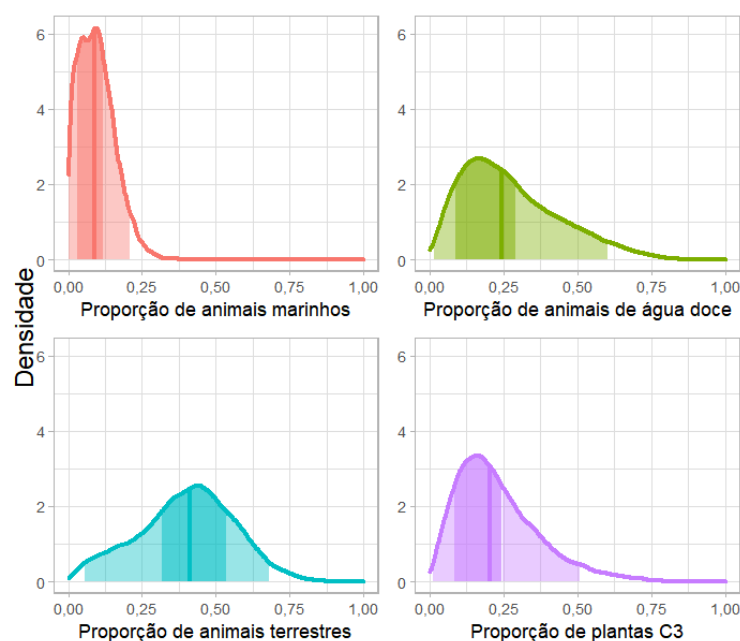 Densidade
6
4
2
0
0,00 0,25 0,50 0,75 1,00
Proporção de animais marinhos
6
4
2
0
0,00 0,25 0,50 0,75 1,00
Proporção de animais de água doce
6
4
2
0
0,00 0,25 0,50 0,75 1,00
Proporção de animais terrestres
6
4
2
0
0,00 0,25 0,50 0,75 1,00
Proporção de plantas C3